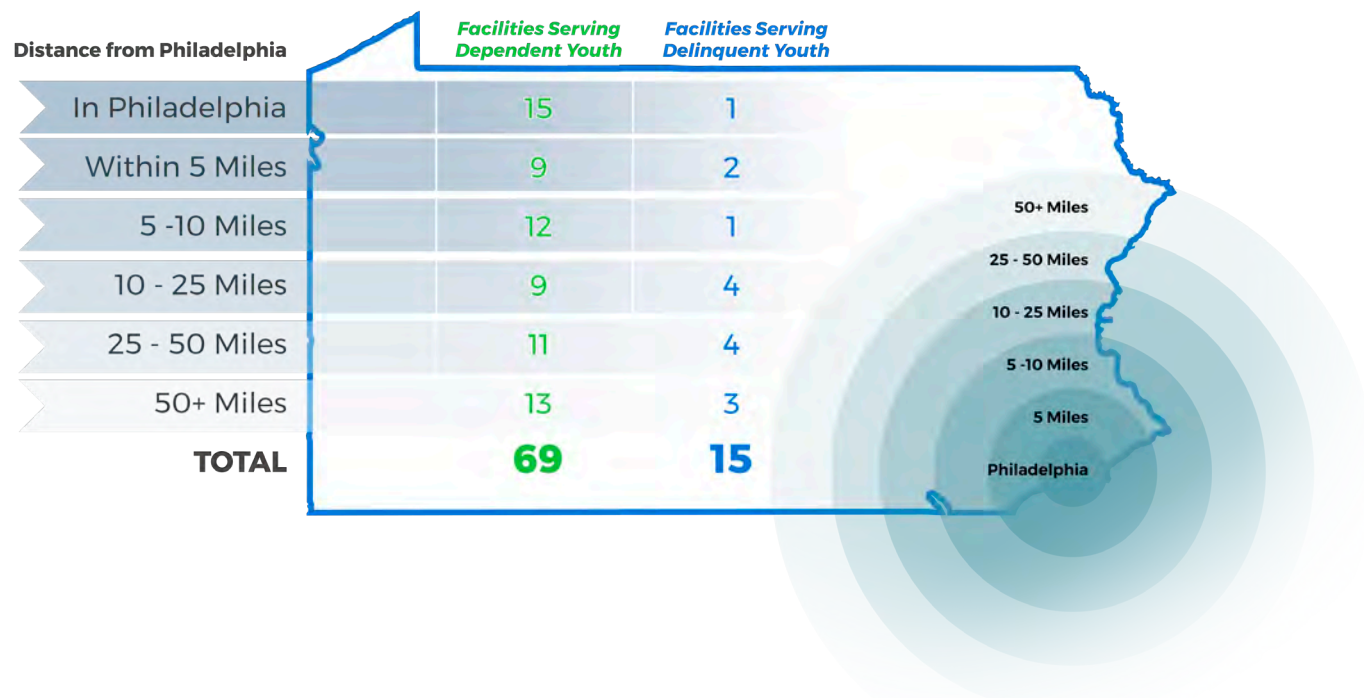 Distance from Philadelphia
Facilities Serving
Dependent Youth
Facilities Serving
Delinquent Youth
In Philadelphia 15 1
Within 5 Miles 9 2
5 -10 Miles 12 1
10 - 25 Miles 9 4
25 - 50 Miles 11 4
50+ Miles 13 3
TOTAL 69 15
50+ Miles
25 - 50 Miles
10 - 25 Miles
5 -10 Miles
5 Miles
Philadelphia